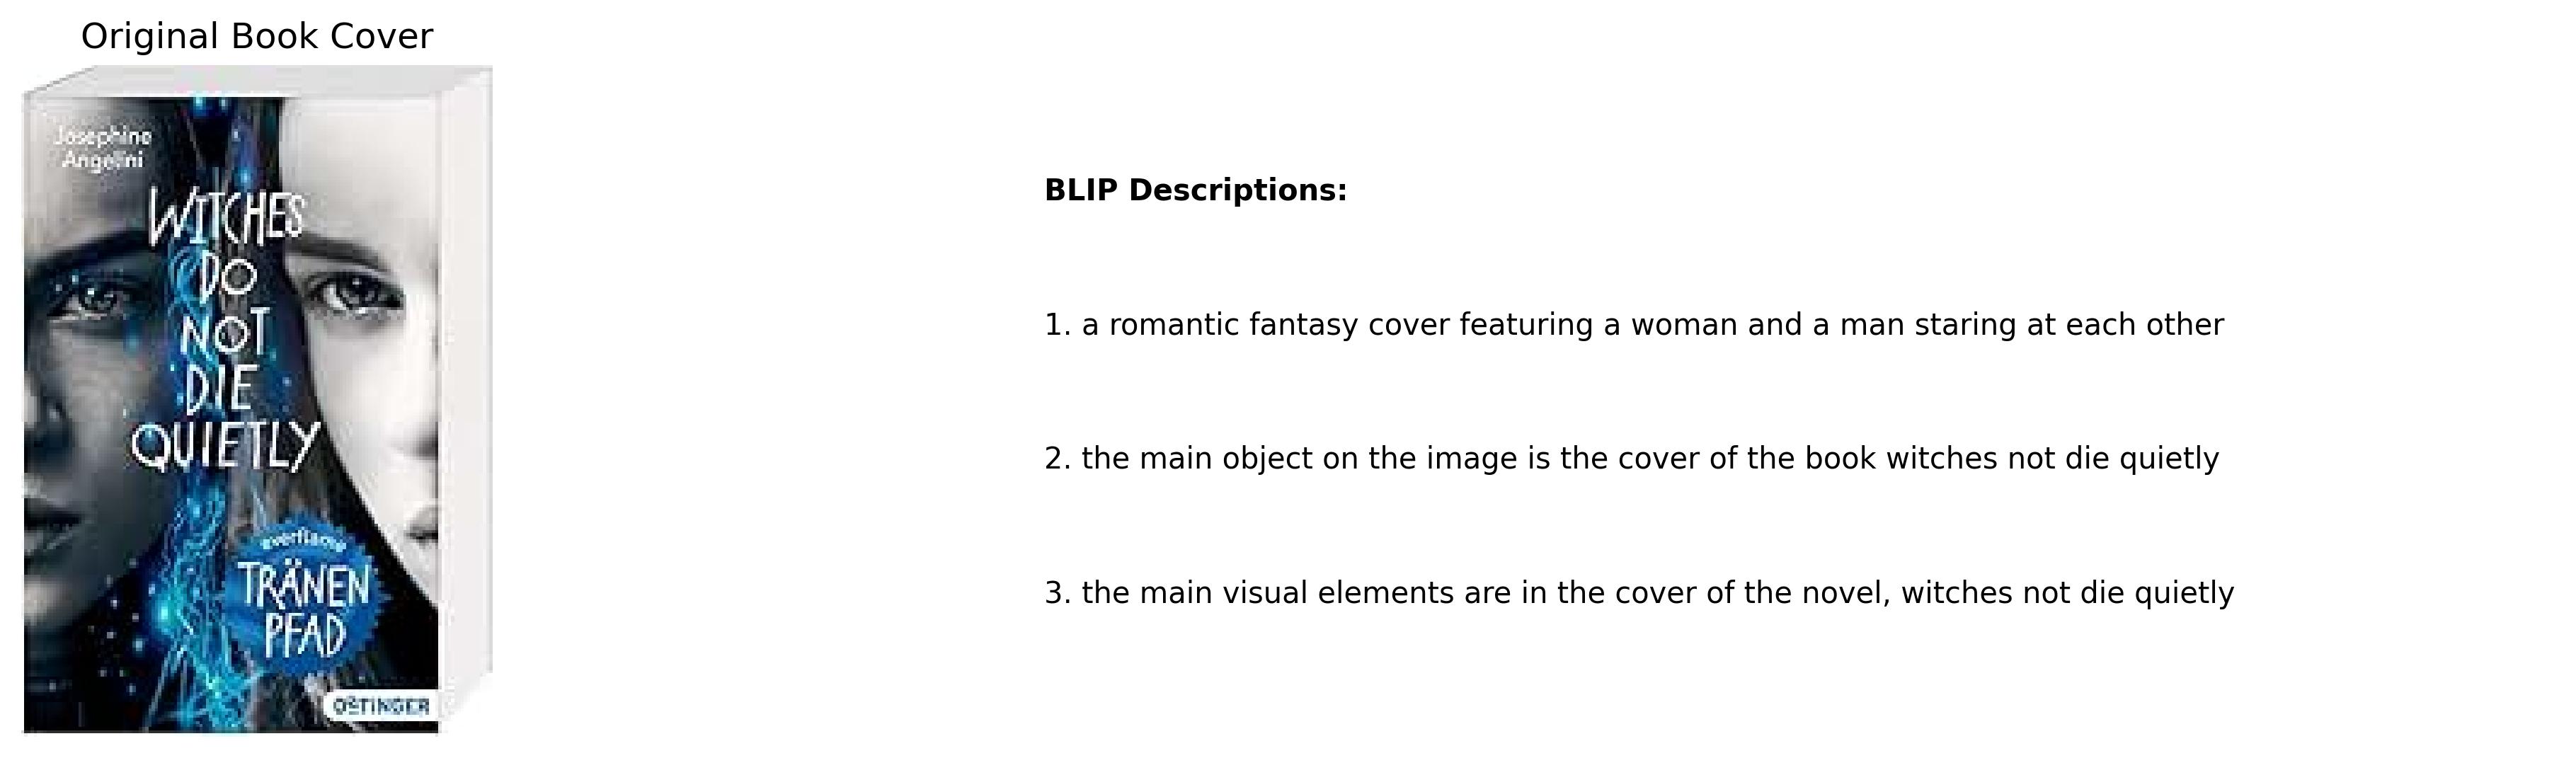 Original Book Cover
Josephine
Angelini
WITCHES
DO
NOT
DIE
QUIETLY
everflame
TRÄNEN
PFAD
OETINGER
BLIP Descriptions:
1. a romantic fantasy cover featuring a woman and a man staring at each other
2. the main object on the image is the cover of the book witches not die quietly
3. the main visual elements are in the cover of the novel, witches not die quietly